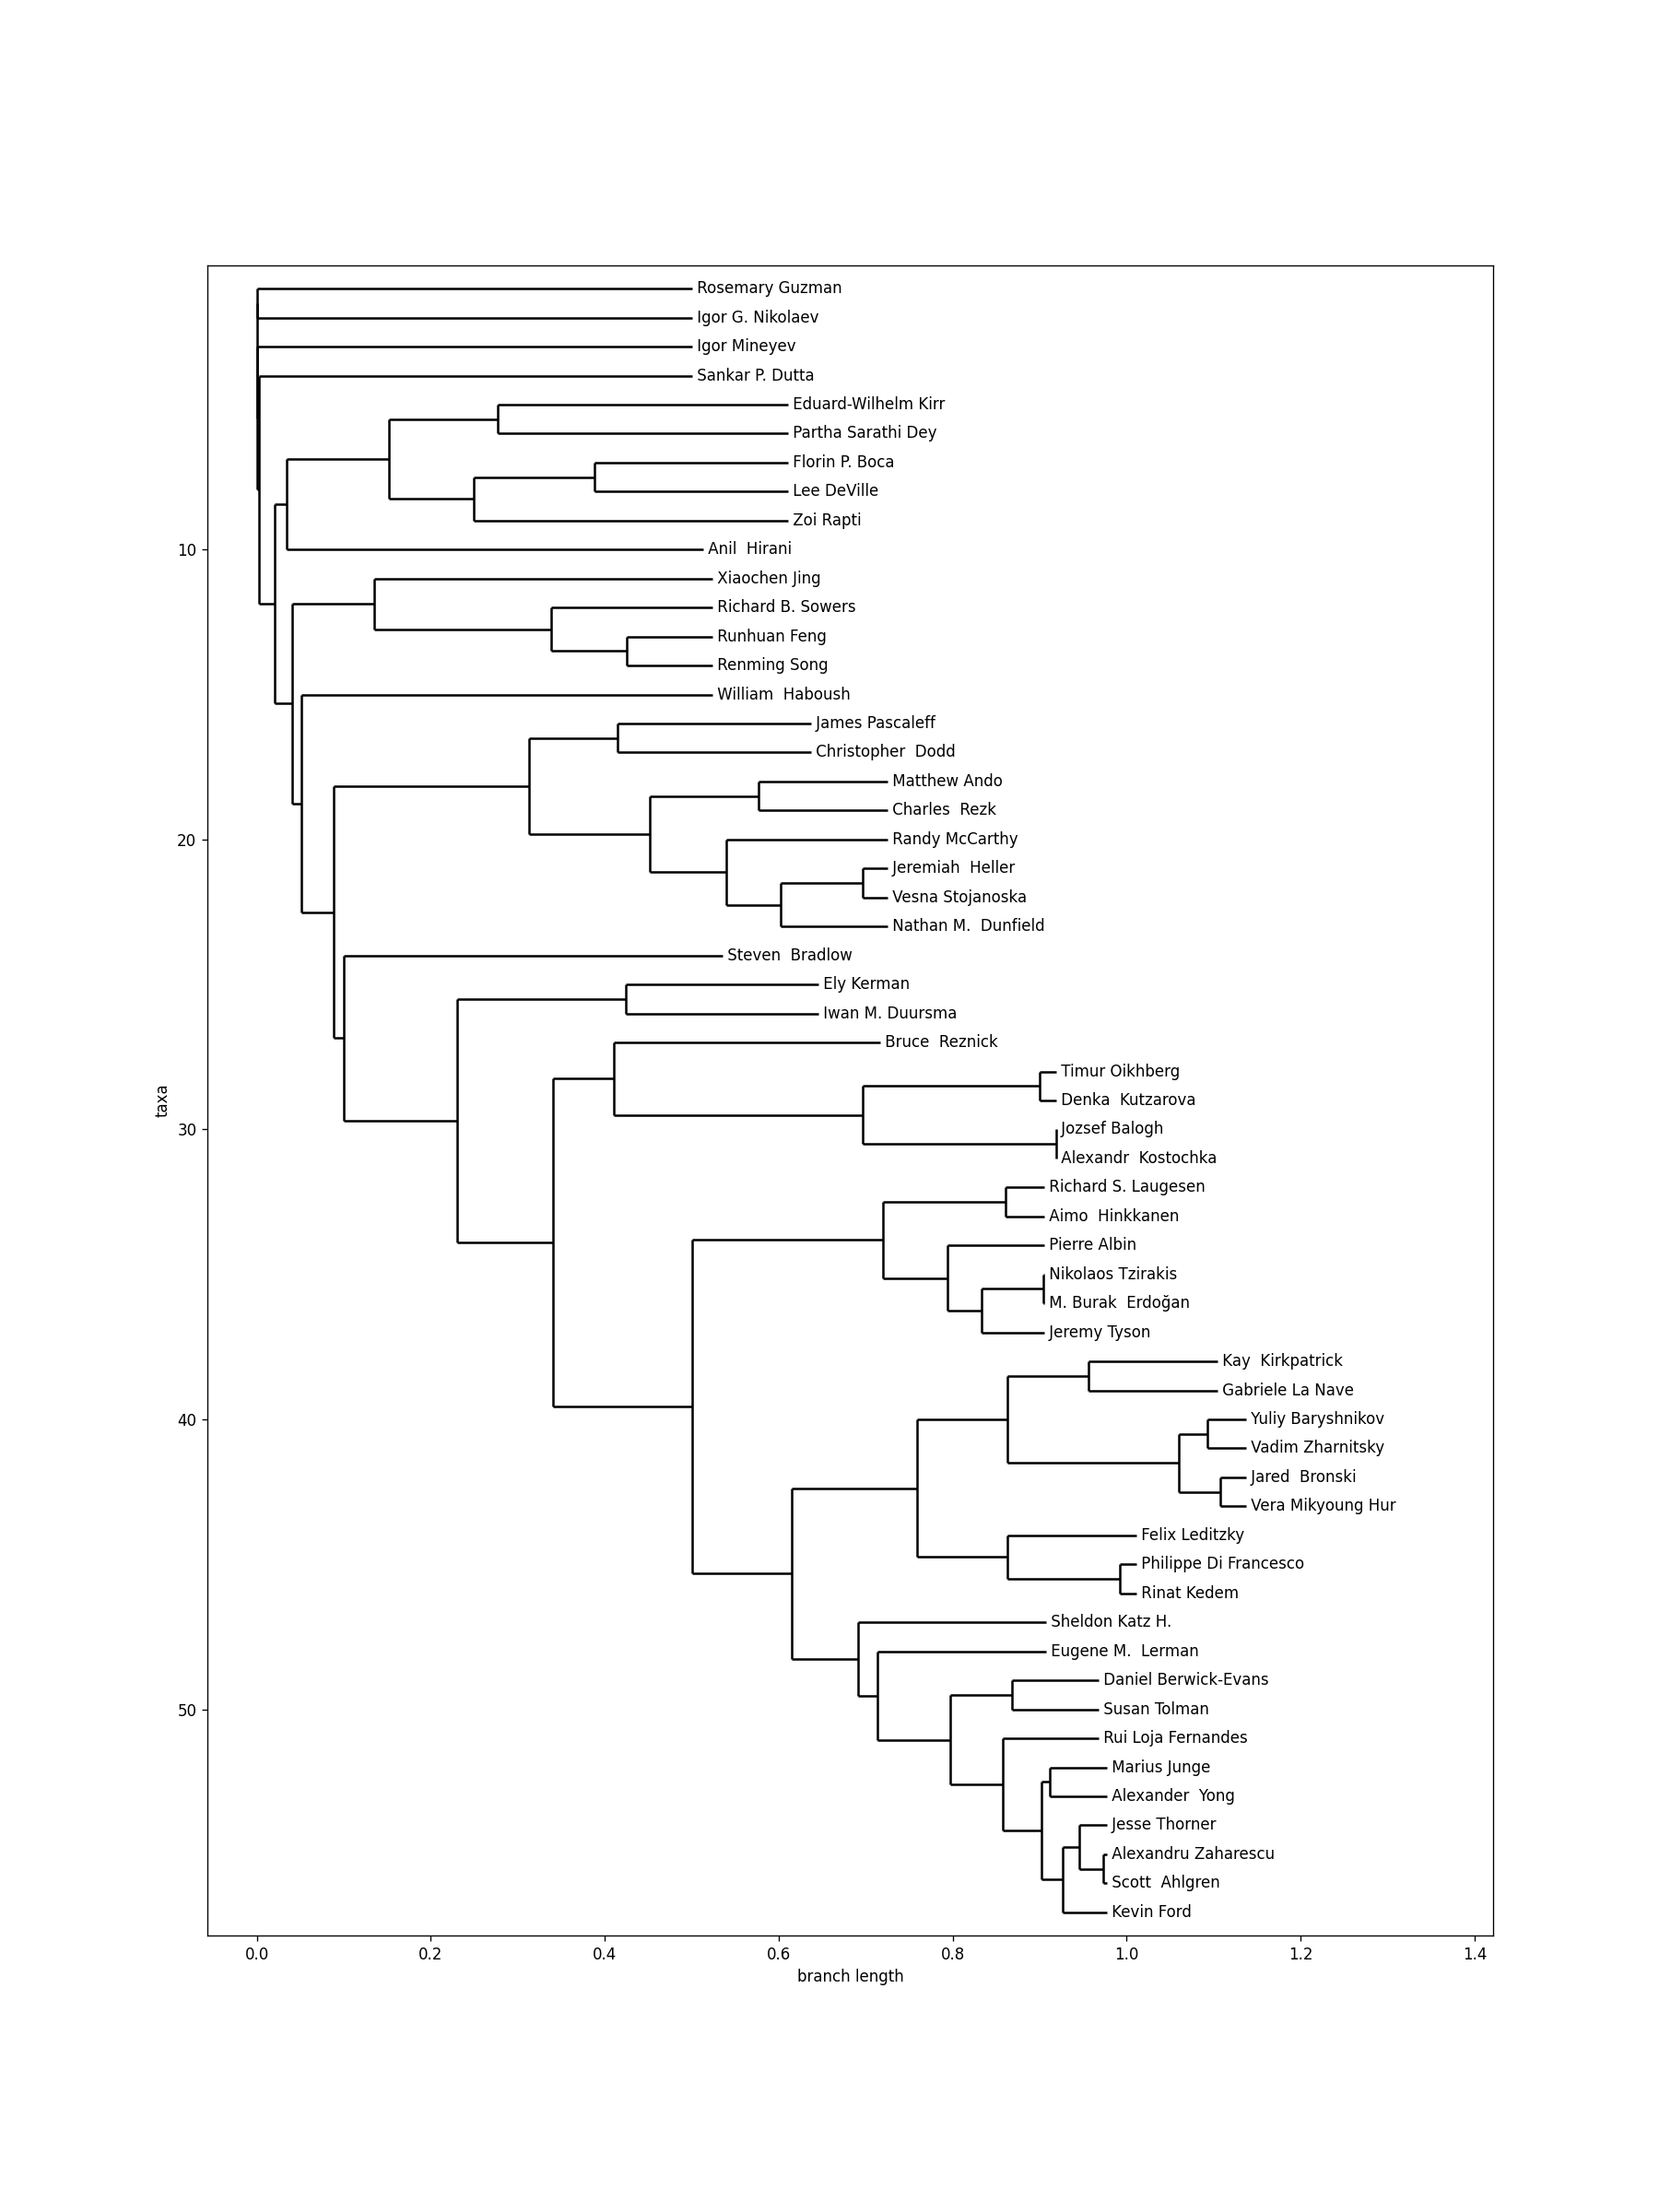 Rosemary Guzman
Igor G. Nikolaev
Igor Mineyev
Sankar P. Dutta
Eduard-Wilhelm Kirr
Partha Sarathi Dey
Florin P. Boca
Lee DeVille
Zoi Rapti
10
Anil  Hirani
Xiaochen Jing
Richard B. Sowers
Runhuan Feng
Renming Song
William  Haboush
James Pascaleff
Christopher  Dodd
Matthew Ando
Charles  Rezk
20
Randy McCarthy
Jeremiah  Heller
Vesna Stojanoska
Nathan M.  Dunfield
Steven  Bradlow
Ely Kerman
Iwan M. Duursma
Bruce  Reznick
Timur Oikhberg
taxa
Denka  Kutzarova
30
Jozsef Balogh
Alexandr  Kostochka
Richard S. Laugesen
Aimo  Hinkkanen
Pierre Albin
Nikolaos Tzirakis
M. Burak  Erdoğan
Jeremy Tyson
Kay  Kirkpatrick
Gabriele La Nave
40
Yuliy Baryshnikov
Vadim Zharnitsky
Jared  Bronski
Vera Mikyoung Hur
Felix Leditzky
Philippe Di Francesco
Rinat Kedem
Sheldon Katz H.
Eugene M.  Lerman
Daniel Berwick-Evans
50
Susan Tolman
Rui Loja Fernandes
Marius Junge
Alexander  Yong
Jesse Thorner
Alexandru Zaharescu
Scott  Ahlgren
Kevin Ford
0.0 0.2 0.4 0.6 0.8 1.0 1.2 1.4
branch length